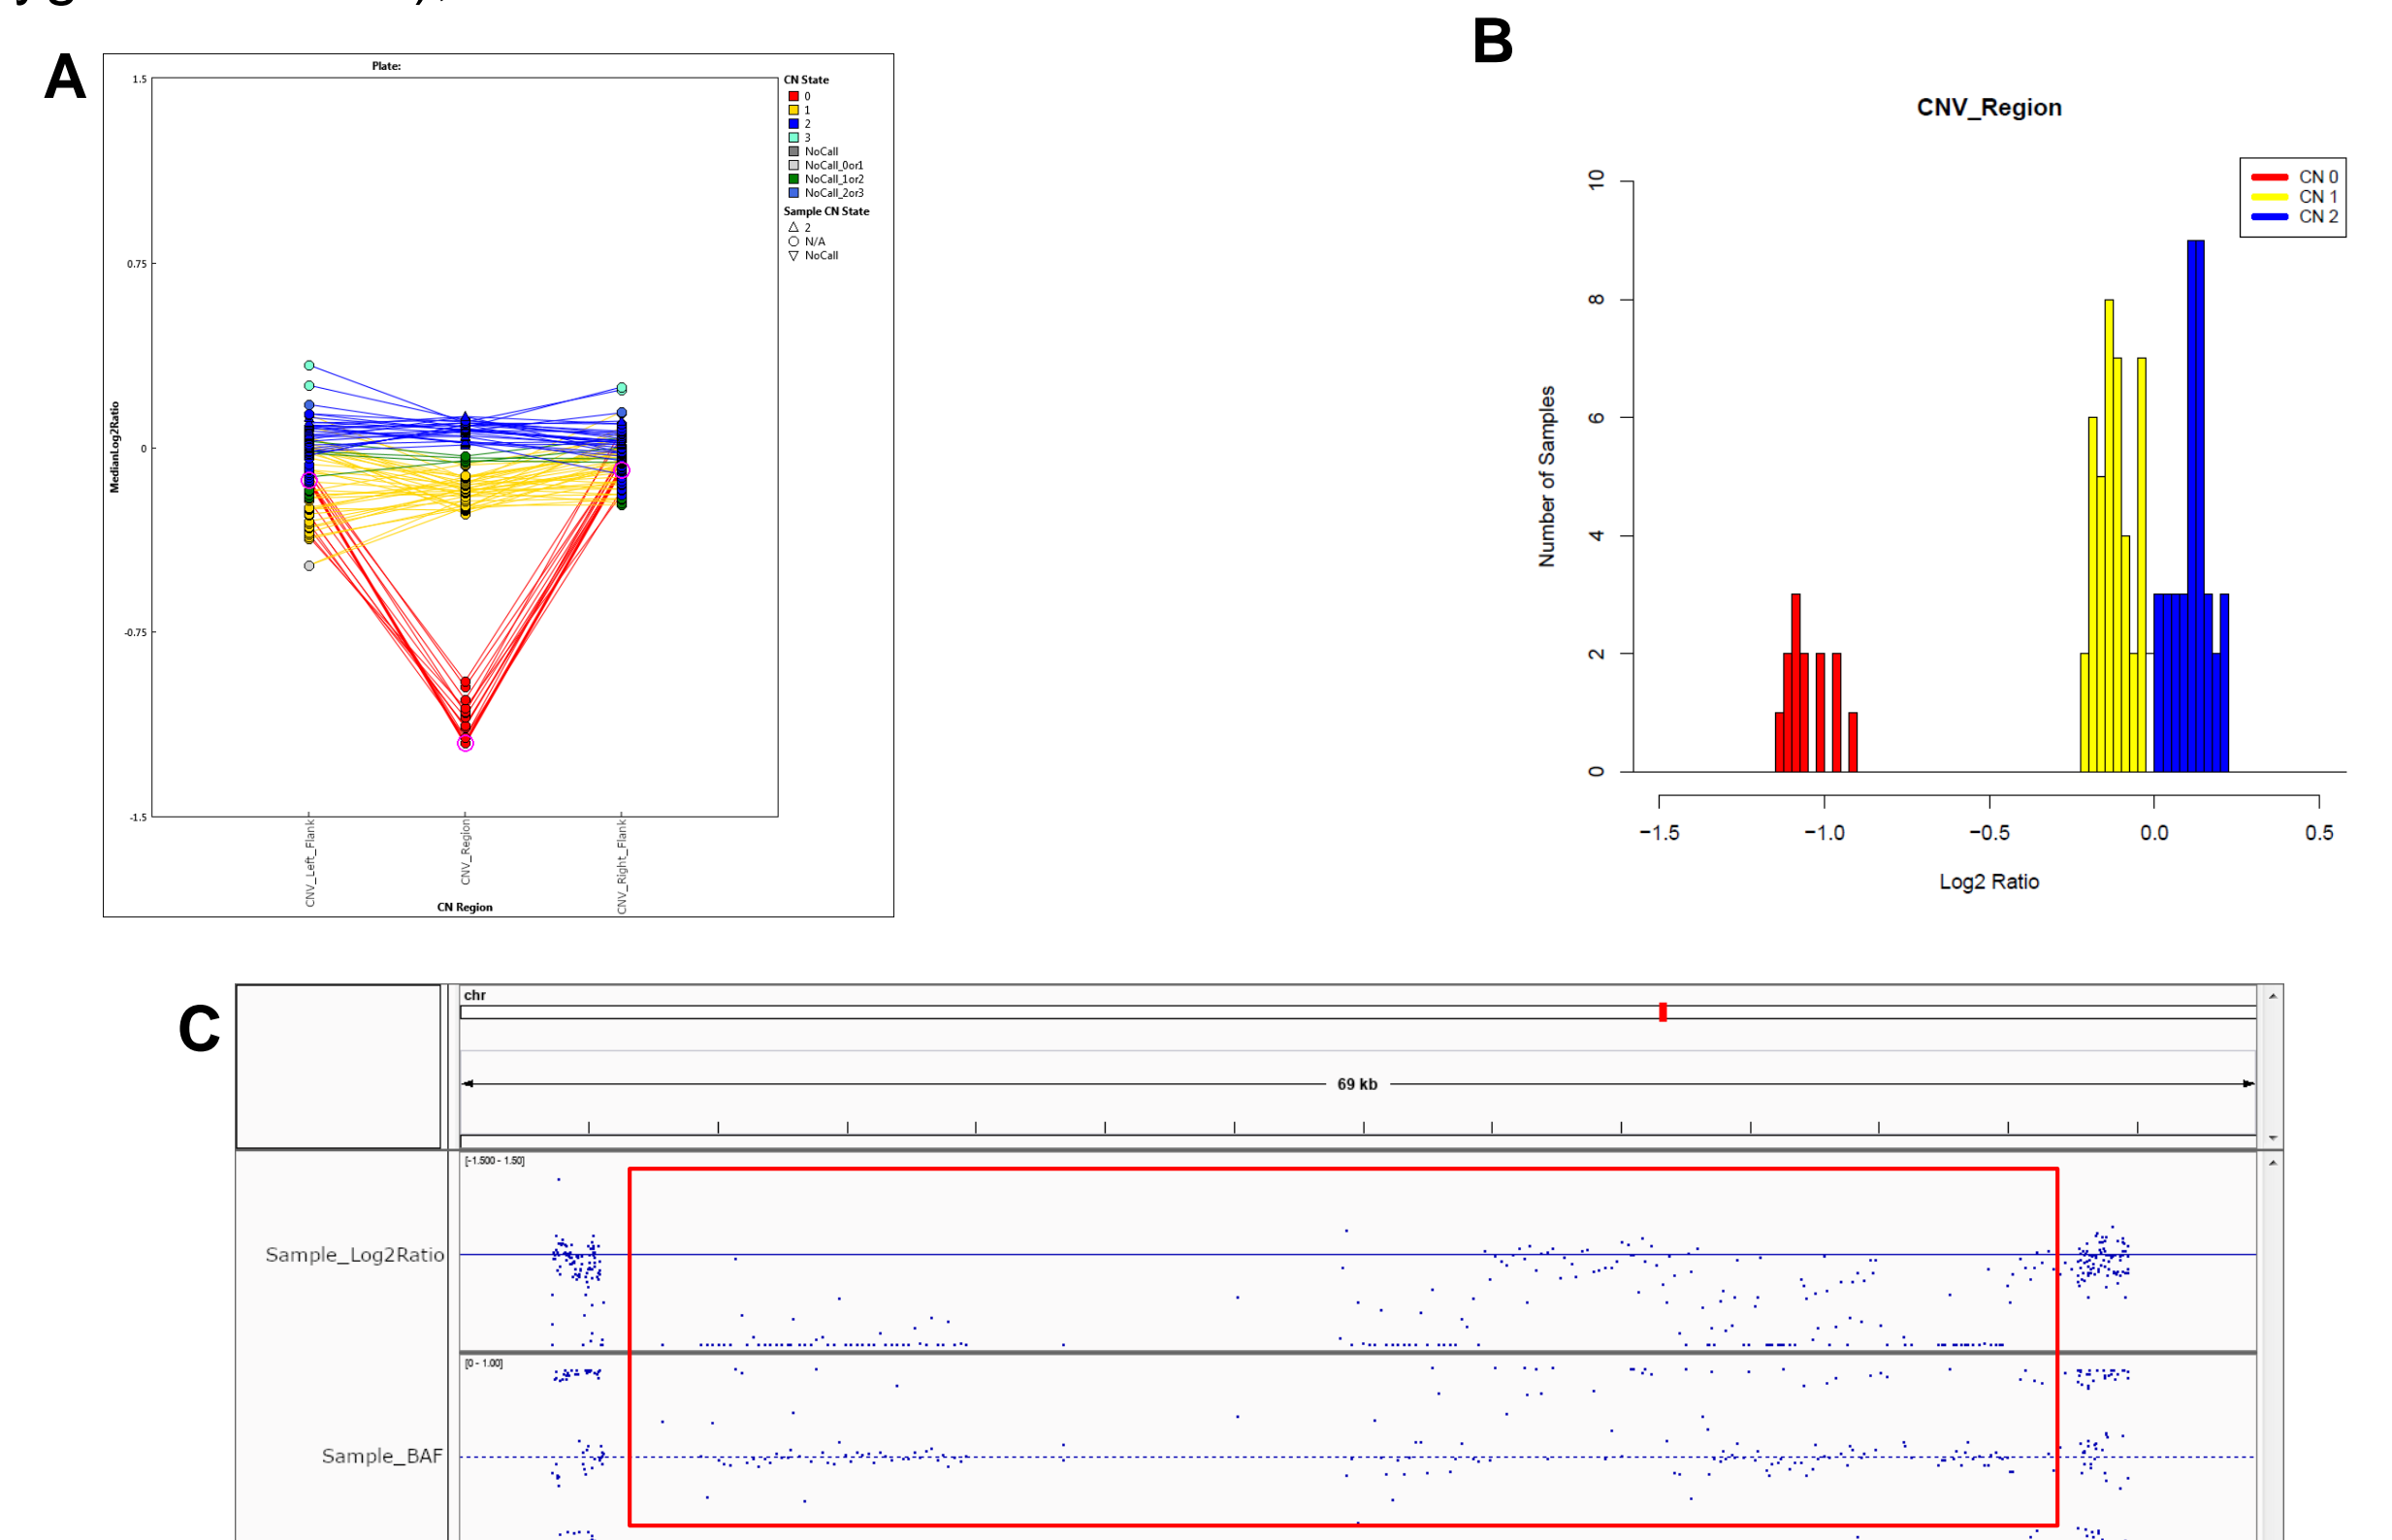 A
Plate:
1.5
0.75
0
-0.75
-1.5
MedianLog2Ratio
CNV_Left_Flank
CNV_Region
CNV_Right_Flank
CN Region
CN State
0
1
2
3
NoCall
NoCall_0or1
NoCall_1or2
NoCall_2or3
Sample CN State
2
N/A
NoCall
B
CNV_Region
CN 0
CN 1
CN 2
10
8
6
4
2
0
Number of Samples
−1.5 −1.0 −0.5 0.0 0.5
Log2 Ratio
C
chr
69 kb
[-1.500 - 1.50]
Sample_Log2Ratio
[0 - 1.00]
Sample_BAF